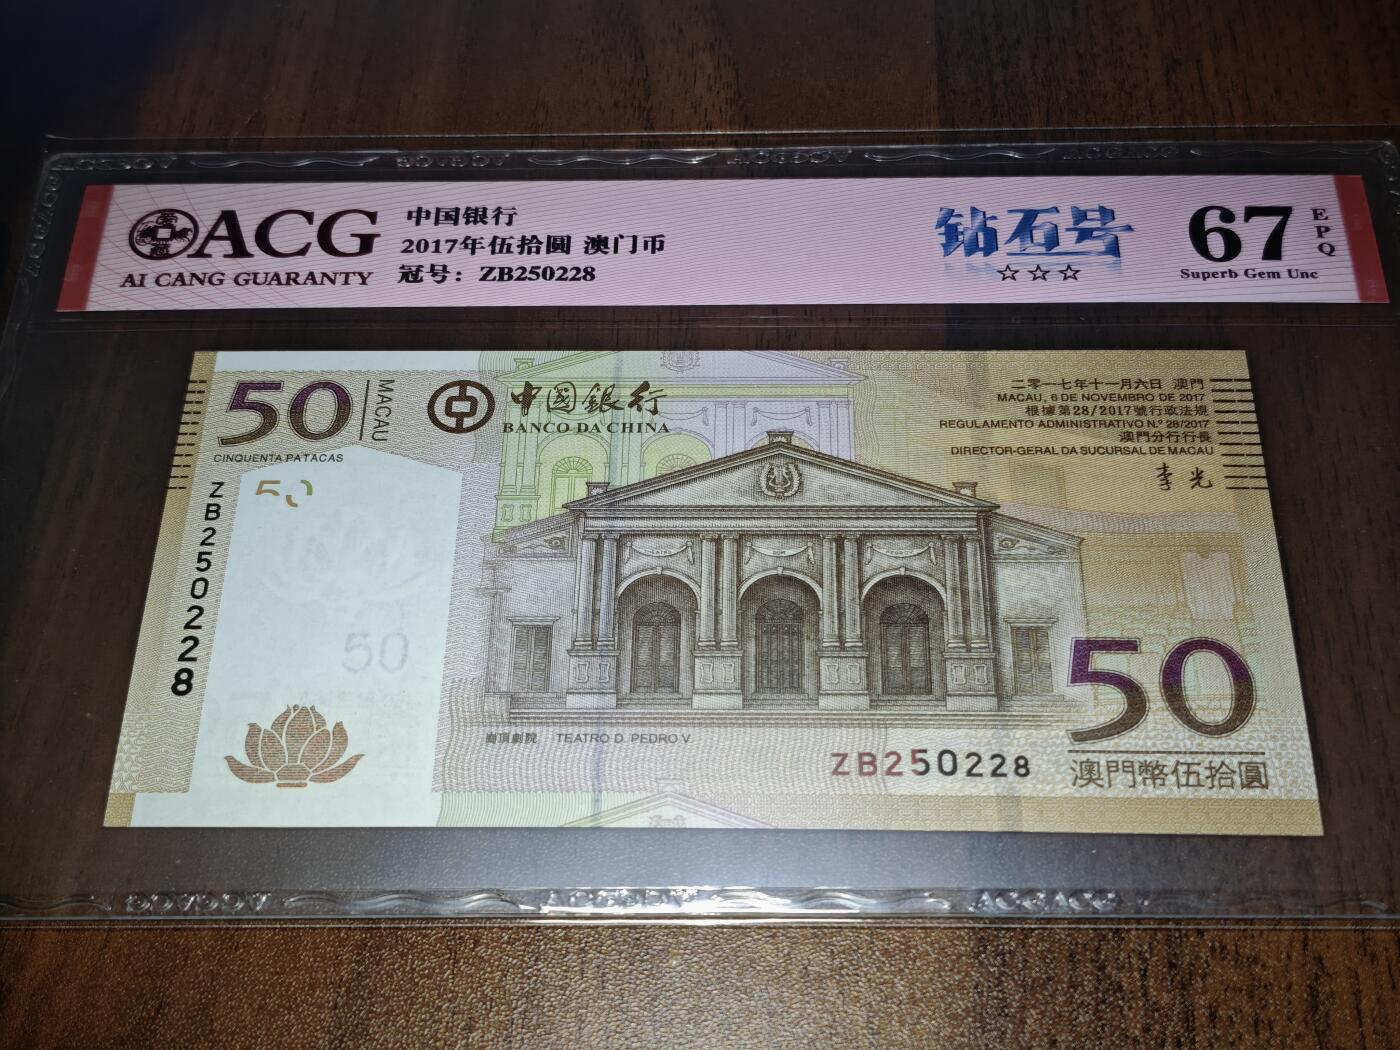 ACG
AI CANG GUARANTY
中国银行
2017年伍拾圆 澳门币
冠号：ZB250228
钻石号
☆☆☆
67
EPQ
Superb Gem Unc
50
MACAU
CINQUENTA PATACAS
中國銀行
BANCO DA CHINA
二零一七年十一月六日 澳門
MACAU, 6 DE NOVEMBRO DE 2017
根據第28/2017號行政法規
REGULAMENTO ADMINISTRATIVO N.º 28/2017
澳門分行行長
DIRECTOR-GERAL DA SUCURSAL DE MACAU
李光
ZB250228
50
50
崗頂劇院 TEATRO D. PEDRO V
ZB250228
50
澳門幣伍拾圓